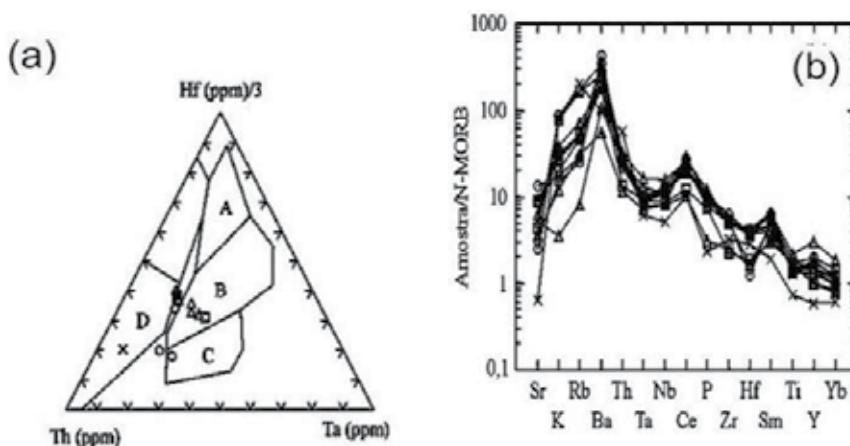 (a)
Hf (ppm)/3
A
B
C
D
Th (ppm)
Ta (ppm)
(b)
Amostra/N-MORB
1000
100
10
1
0,1
Sr Rb Th Nb P Hf Ti Yb
K Ba Ta Ce Zr Sm Y